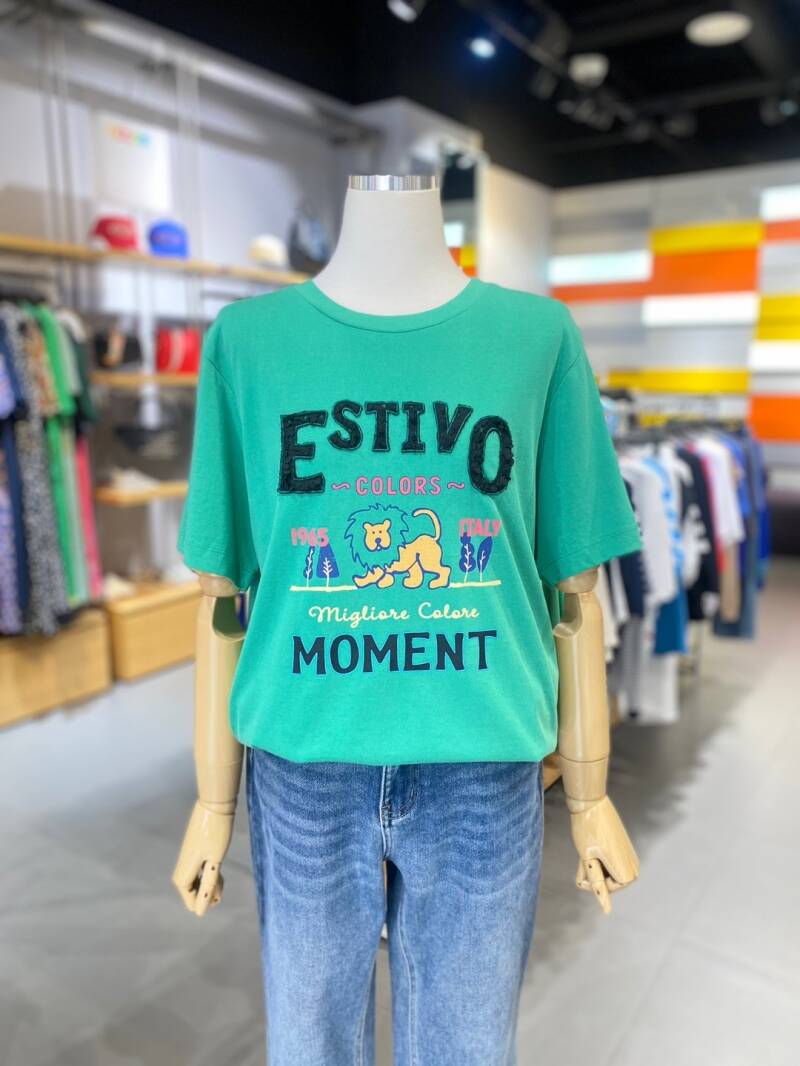 ESTIVO
~COLORS~
1965 ITALY
Migliore Colore
MOMENT